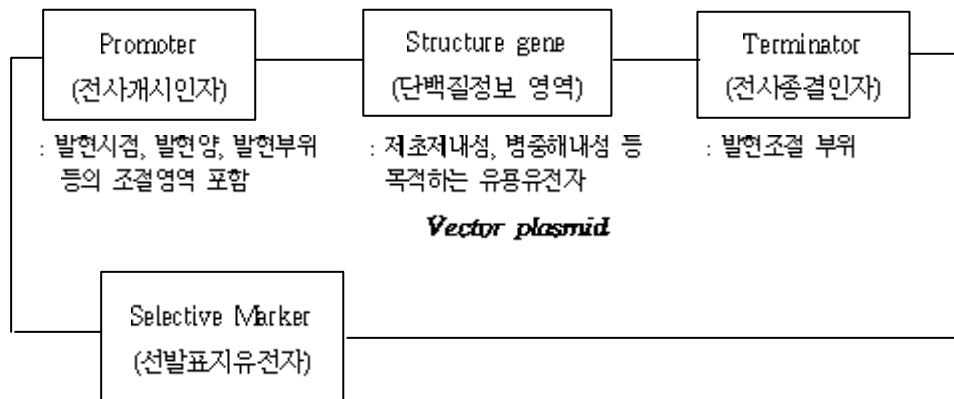 Promoter
(전사개시인자)
Structure gene
(단백질정보 영역)
Terminator
(전사종결인자)
: 발현시점, 발현양, 발현부위
등의 조절영역 포함
: 제초제내성, 병충해내성 등
목적하는 유용유전자
: 발현조절 부위
Vector plasmid
Selective Marker
(선발표지유전자)